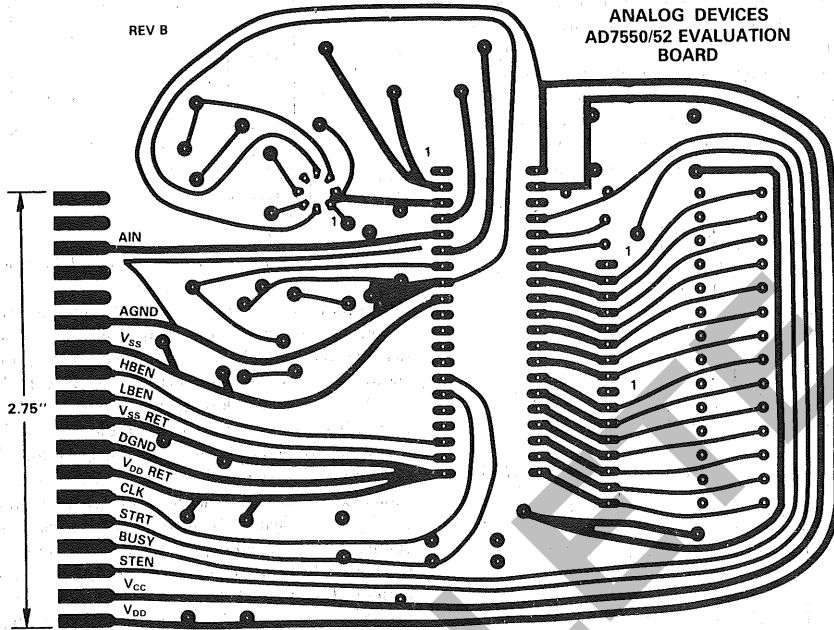 REV B
ANALOG DEVICES
AD7550/52 EVALUATION
BOARD
1
1
AIN
1
AGND
VSS
HBEN
1
LBEN
2.75"
VSS RET
DGND
VDD RET
CLK
STRT
BUSY
STEN
VCC
VDD